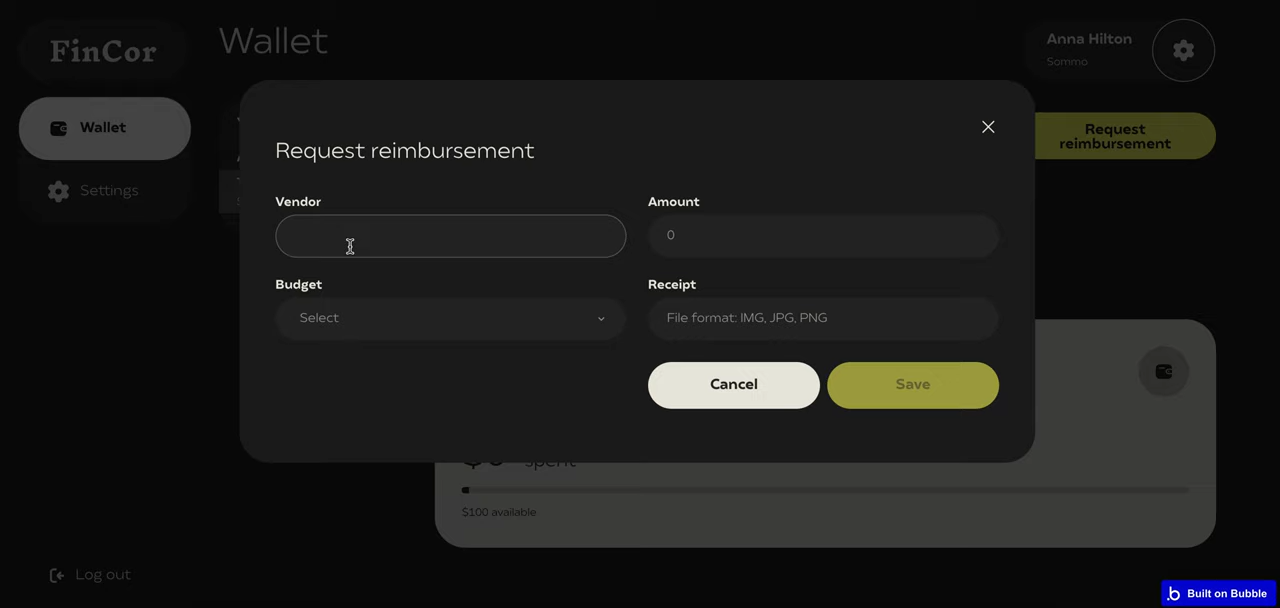 FinCor
Wallet
Anna Hilton
Sommo
Wallet
Settings
Request
reimbursement
Request reimbursement
Vendor
Amount
0
Budget
Receipt
Select
File format: IMG, JPG, PNG
Cancel
Save
spent
$100 available
Log out
Built on Bubble